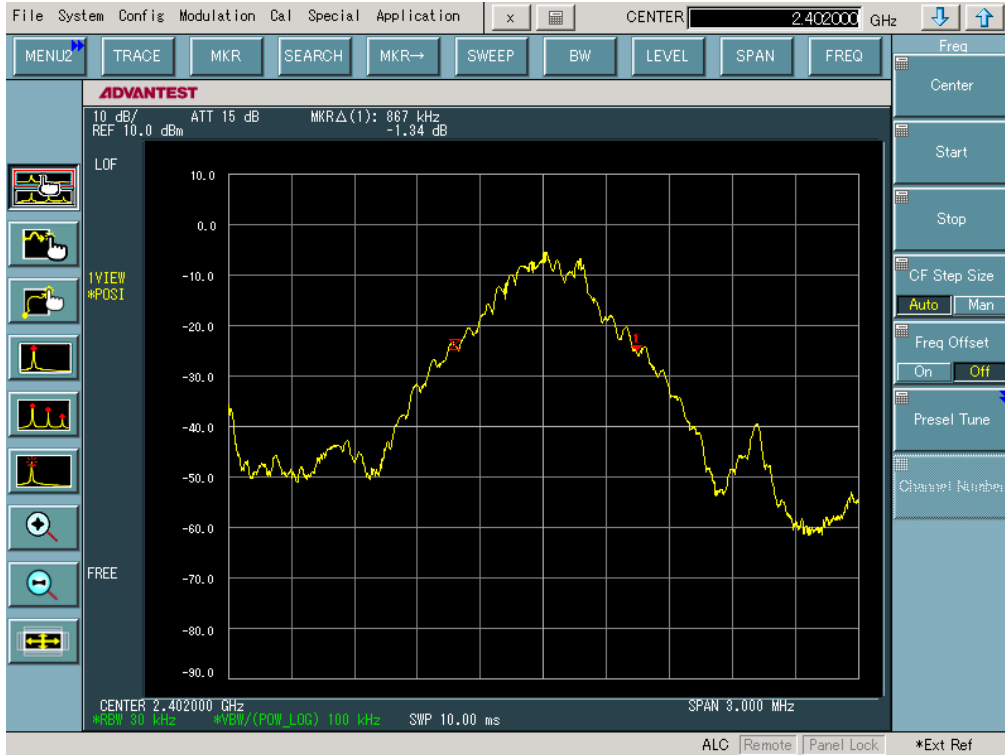 File System Config Modulation Cal Special Application x CENTER 2.402000 GHz
MENU2 TRACE MKR SEARCH MKR→ SWEEP BW LEVEL SPAN FREQ
Freq
Center
Start
Stop
CF Step Size
Auto Man
Freq Offset
On Off
Presel Tune
Channel Number
ADVANTEST
10 dB/ ATT 15 dB MKRΔ(1): 867 kHz
REF 10.0 dBm -1.34 dB
LOF
10.0
0.0
1VIEW
-10.0
*POSI
-20.0
1
-30.0
-40.0
-50.0
-60.0
FREE
-70.0
-80.0
-90.0
CENTER 2.402000 GHz SPAN 3.000 MHz
*RBW 30 kHz *VBW/(POW_LOG) 100 kHz SWP 10.00 ms
ALC Remote Panel Lock *Ext Ref